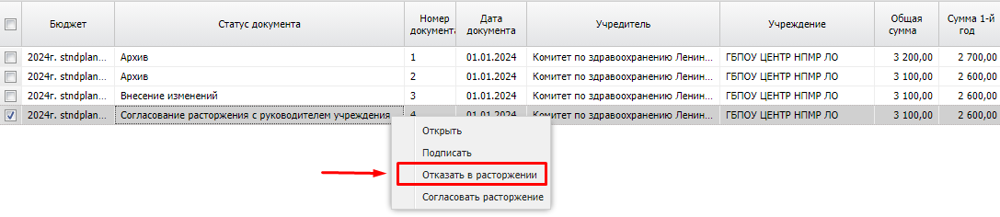 Бюджет Статус документа Номер документа Дата документа Учредитель Учреждение Общая сумма Сумма 1-й год
2024г. stndplan... Архив 1 01.01.2024 Комитет по здравоохранению Ленин... ГБПОУ ЦЕНТР НПМР ЛО 3 200,00 2 700,00
2024г. stndplan... Архив 2 01.01.2024 Комитет по здравоохранению Ленин... ГБПОУ ЦЕНТР НПМР ЛО 3 100,00 2 600,00
2024г. stndplan... Внесение изменений 3 01.01.2024 Комитет по здравоохранению Ленин... ГБПОУ ЦЕНТР НПМР ЛО 3 100,00 2 600,00
2024г. stndplan... Согласование расторжения с руководителем учреждения 4 01.01.2024 Комитет по здравоохранению Ленин... ГБПОУ ЦЕНТР НПМР ЛО 3 100,00 2 600,00
Открыть
Подписать
Отказать в расторжении
Согласовать расторжение